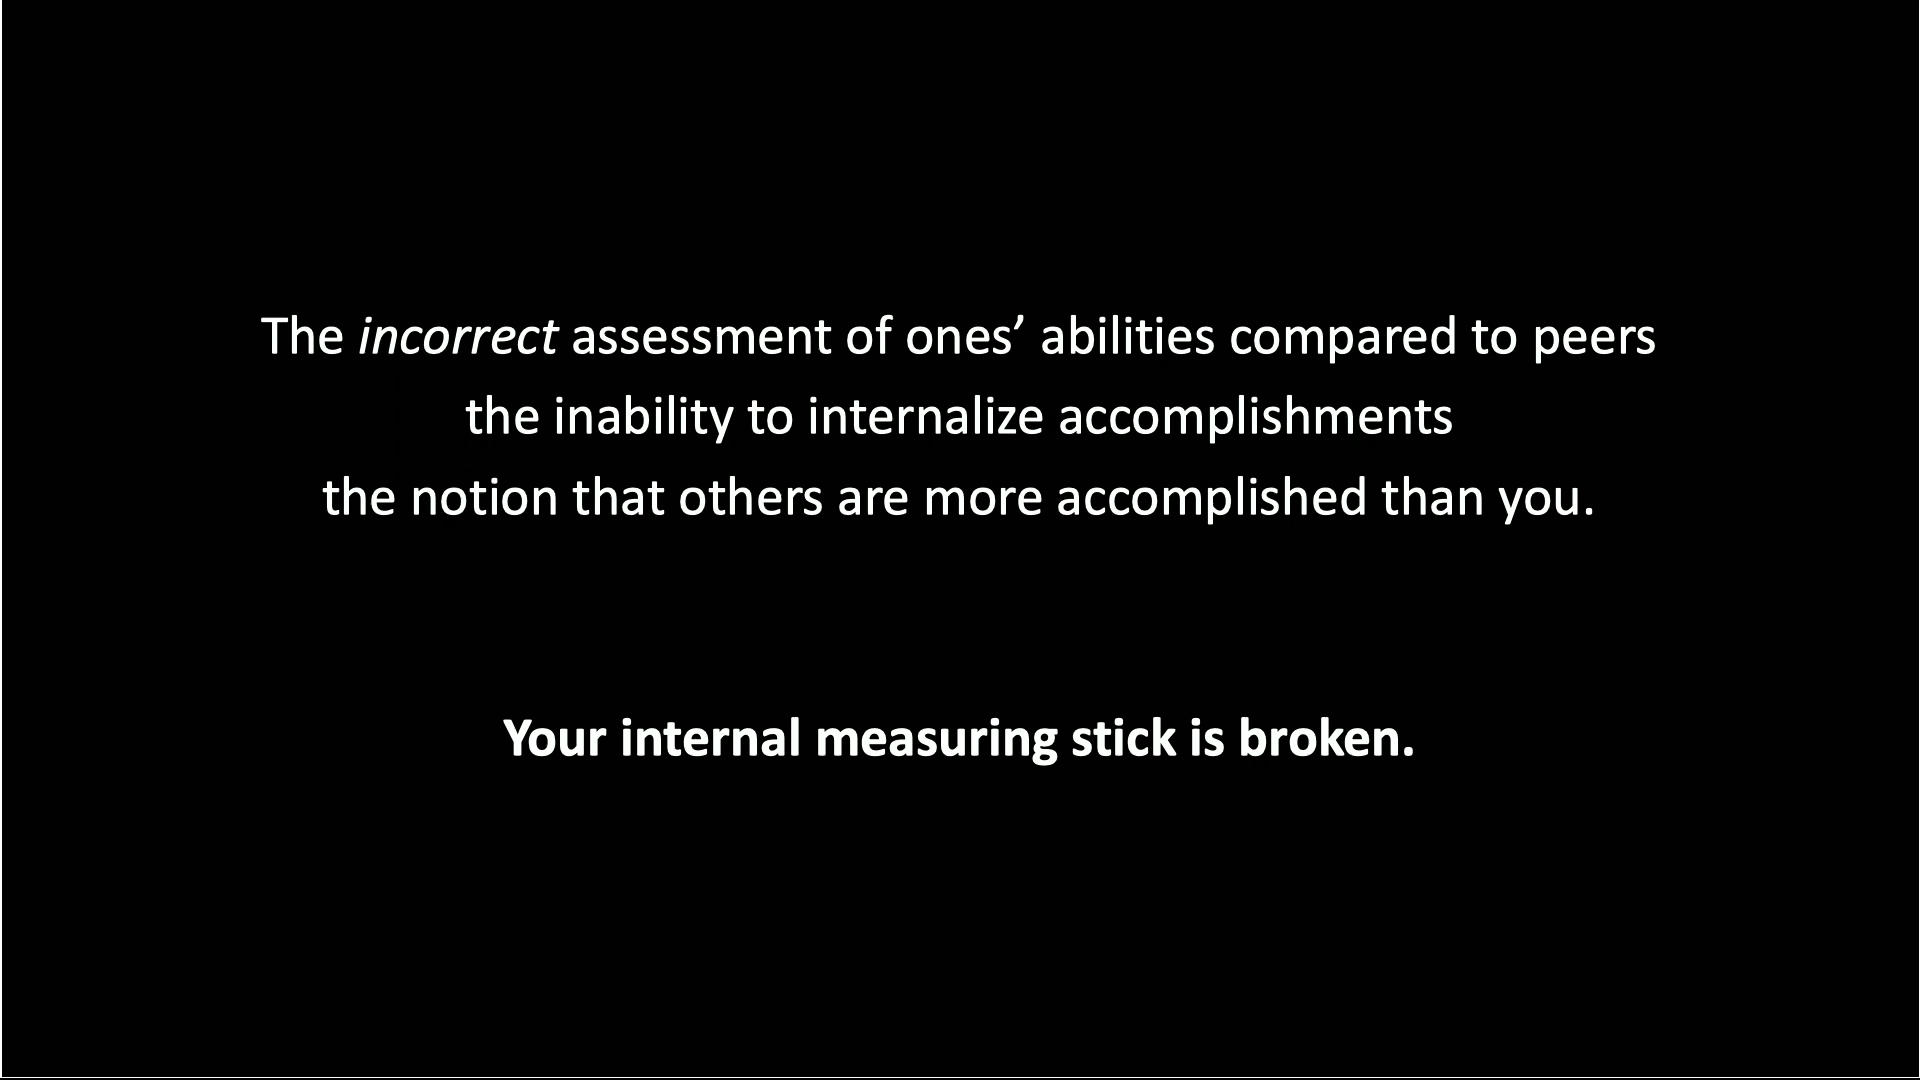 The incorrect assessment of ones’ abilities compared to peers
the inability to internalize accomplishments
the notion that others are more accomplished than you.
Your internal measuring stick is broken.